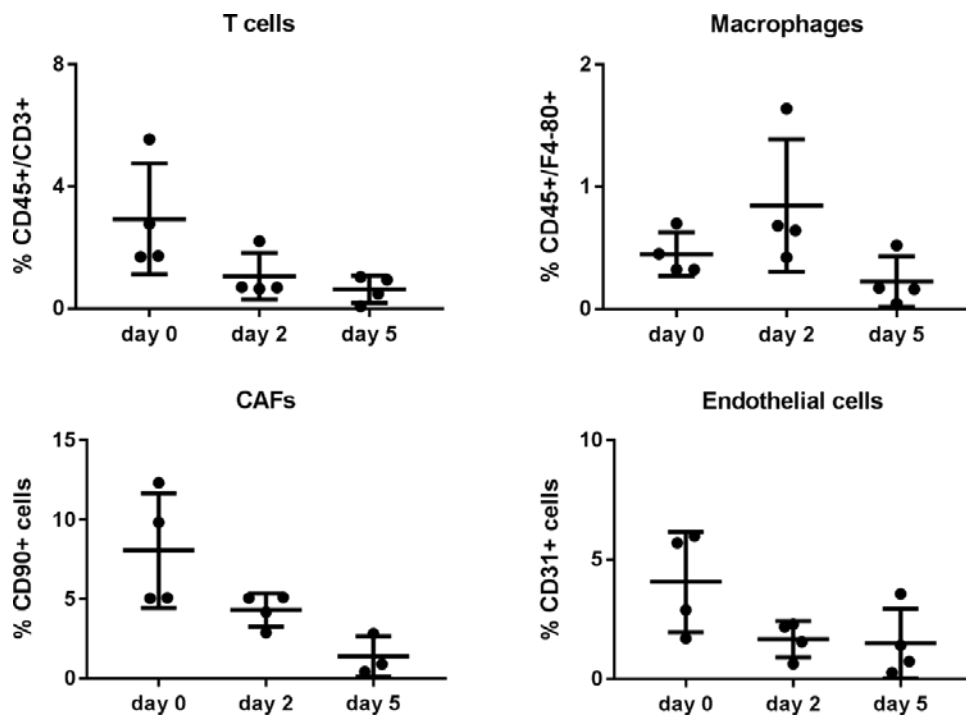 T cells
% CD45+/CD3+
8
4
0
day 0 day 2 day 5
Macrophages
% CD45+/F4-80+
2
1
0
day 0 day 2 day 5
CAFs
% CD90+ cells
15
10
5
0
day 0 day 2 day 5
Endothelial cells
% CD31+ cells
10
5
0
day 0 day 2 day 5